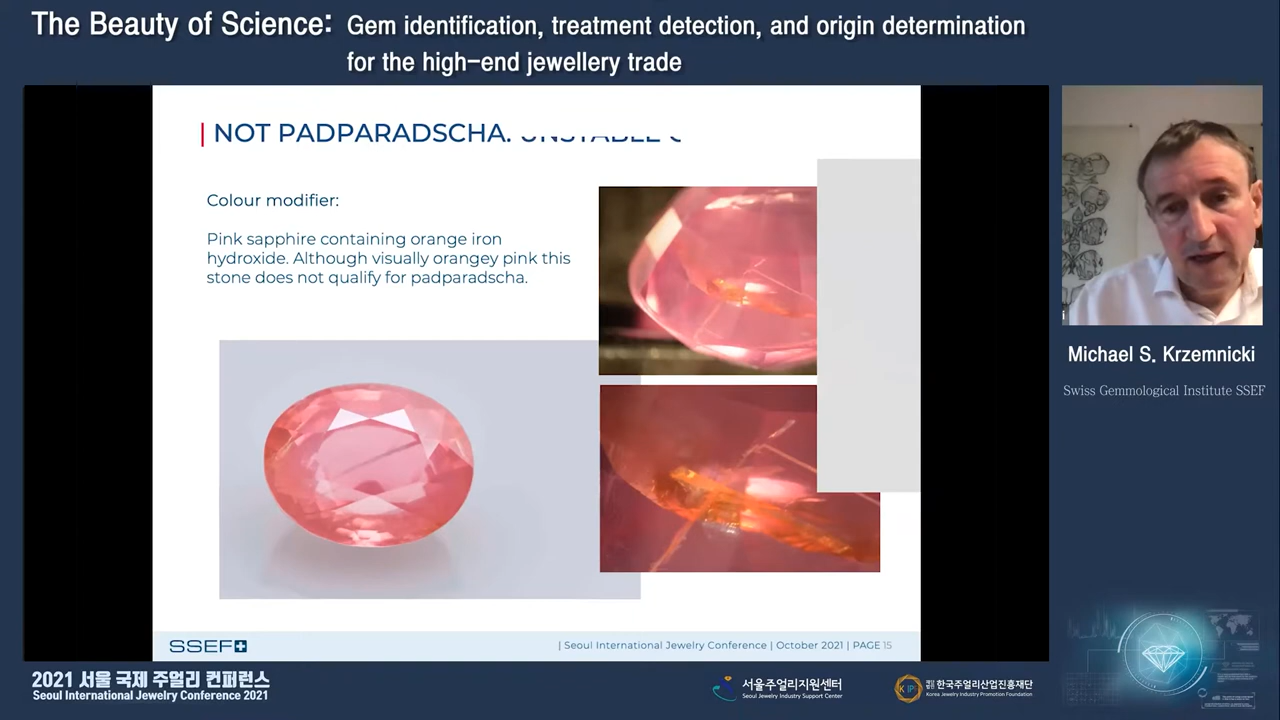 The Beauty of Science: Gem identification, treatment detection, and origin determination
for the high-end jewellery trade
NOT PADPARADSCHA.
Colour modifier:
Pink sapphire containing orange iron
hydroxide. Although visually orangey pink this
stone does not qualify for padparadscha.
Michael S. Krzemnicki
Swiss Gemmological Institute SSEF
SSEF
| Seoul International Jewelry Conference | October 2021 | PAGE 15
2021 서울 국제 주얼리 컨퍼런스
Seoul International Jewelry Conference 2021
서울주얼리지원센터
Seoul Jewelry Industry Support Center
재단법인 한국주얼리산업진흥재단
Korea Jewelry Industry Promotion Foundation